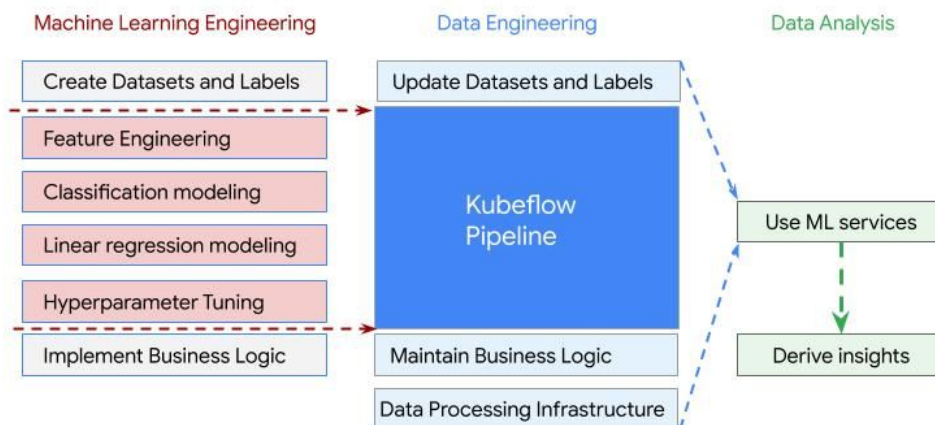 Machine Learning Engineering
Data Engineering
Data Analysis
Create Datasets and Labels
Feature Engineering
Classification modeling
Linear regression modeling
Hyperparameter Tuning
Implement Business Logic
Update Datasets and Labels
Kubeflow
Pipeline
Maintain Business Logic
Data Processing Infrastructure
Use ML services
Derive insights